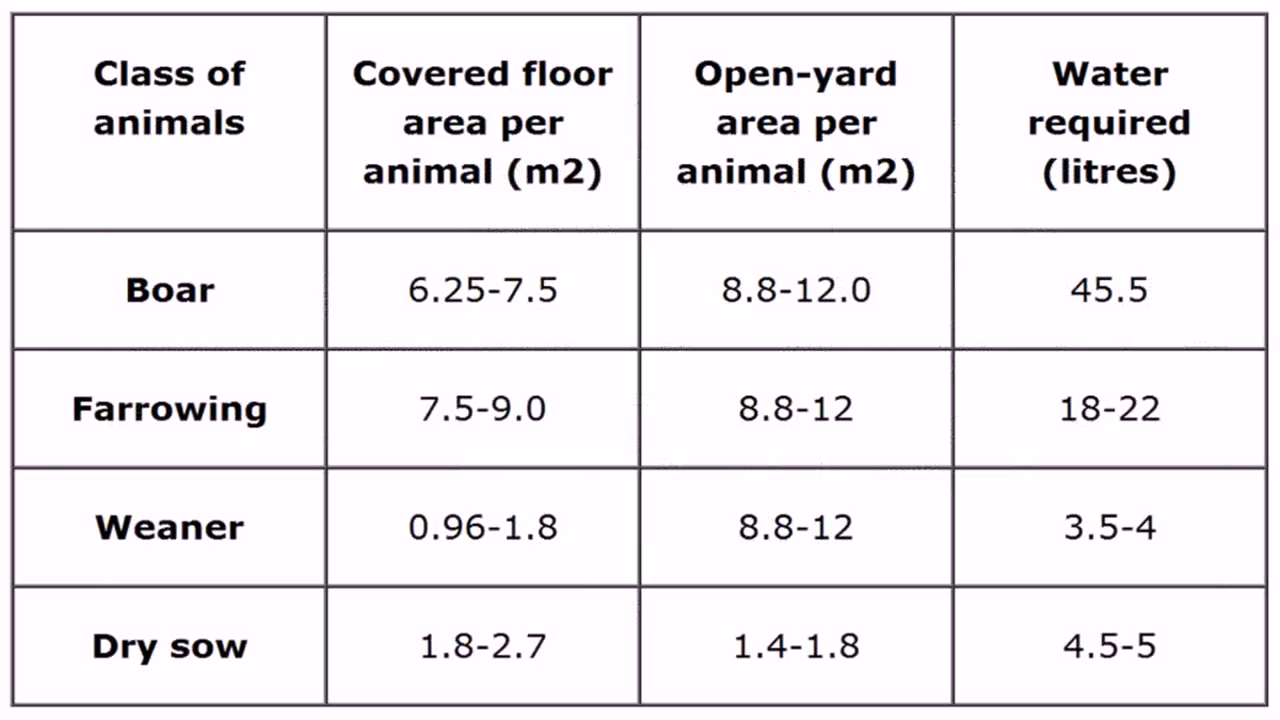 Class of animals | Covered floor area per animal (m2) | Open-yard area per animal (m2) | Water required (litres)
Boar | 6.25-7.5 | 8.8-12.0 | 45.5
Farrowing | 7.5-9.0 | 8.8-12 | 18-22
Weaner | 0.96-1.8 | 8.8-12 | 3.5-4
Dry sow | 1.8-2.7 | 1.4-1.8 | 4.5-5